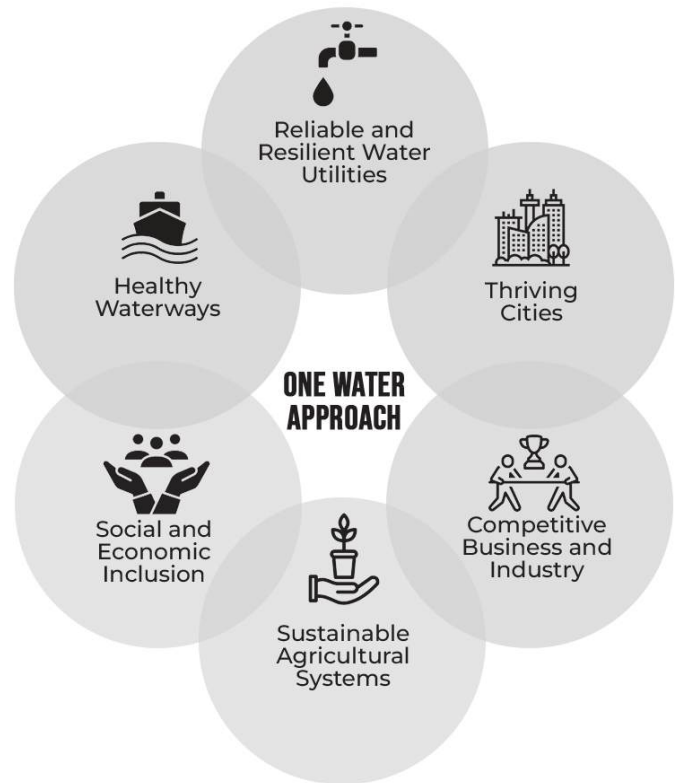 Reliable and
Resilient Water
Utilities
Healthy
Waterways
Thriving
Cities
ONE WATER
APPROACH
Social and
Economic
Inclusion
Competitive
Business and
Industry
Sustainable
Agricultural
Systems